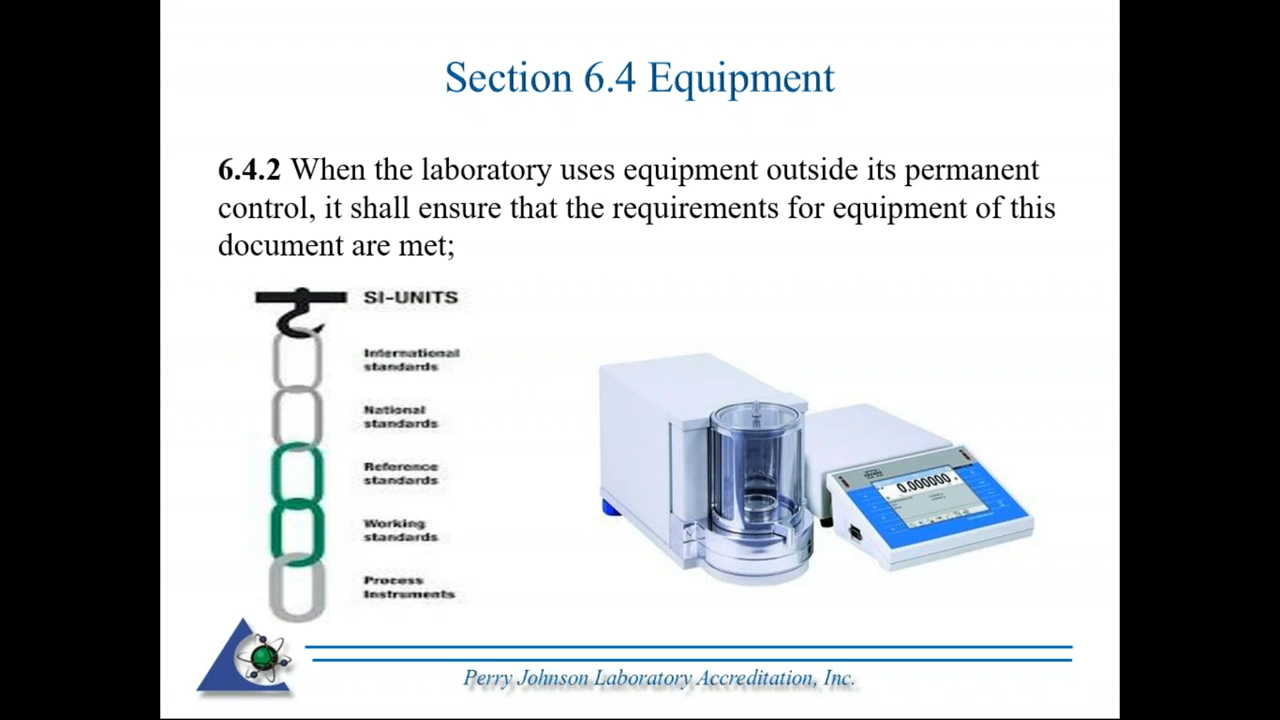 Section 6.4 Equipment
6.4.2 When the laboratory uses equipment outside its permanent
control, it shall ensure that the requirements for equipment of this
document are met;
SI-UNITS
International
standards
National
standards
Reference
standards
Working
standards
Process
Instruments
0.000000
Perry Johnson Laboratory Accreditation, Inc.